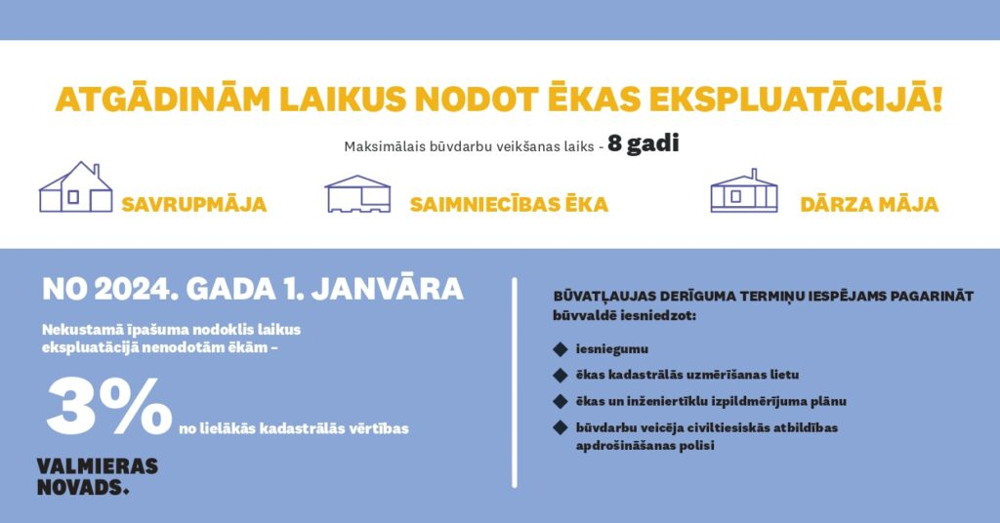 ATGĀDINĀM LAIKUS NODOT ĒKAS EKSPLUATĀCIJĀ!
Maksimālais būvdarbu veikšanas laiks - 8 gadi
SAVRUPMĀJA
SAIMNIECĪBAS ĒKA
DĀRZA MĀJA
NO 2024. GADA 1. JANVĀRA
Nekustamā īpašuma nodoklis laikus
ekspluatācijā nenodotām ēkām –
3% no lielākās kadastrālās vērtības
VALMIERAS
NOVADS.
BŪVATĻAUJAS DERĪGUMA TERMIŅU IESPĒJAMS PAGARINĀT
būvvaldē iesniedzot:
iesniegumu
ēkas kadastrālās uzmērīšanas lietu
ēkas un inženiertīklu izpildmērījuma plānu
būvdarbu veicēja civiltiesiskās atbildības
apdrošināšanas polisi